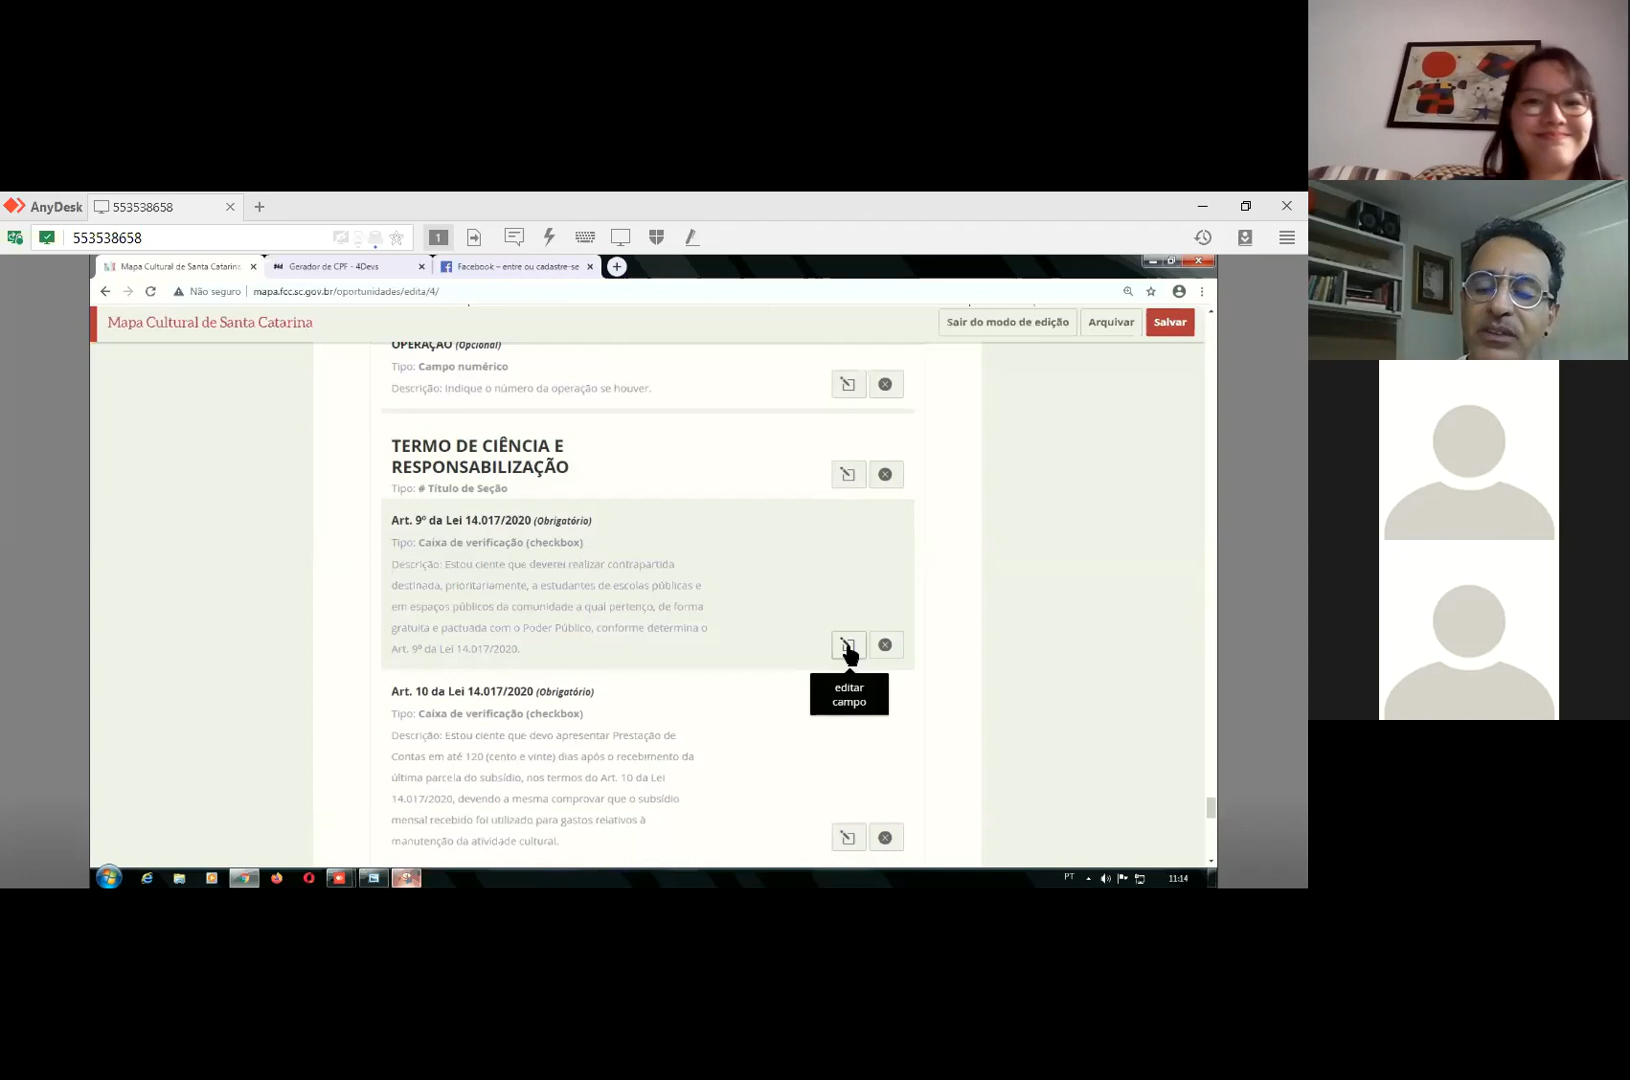 AnyDesk
553538658
553538658
1
Mapa Cultural de Santa Catarina
Gerador de CPF - 4Devs
Facebook – entre ou cadastre-se
Não seguro
mapa.fcc.sc.gov.br/oportunidades/edita/4/
Mapa Cultural de Santa Catarina
Sair do modo de edição
Arquivar
Salvar
OPERAÇÃO (Opcional)
Tipo: Campo numérico
Descrição: Indique o número da operação se houver.
TERMO DE CIÊNCIA E
RESPONSABILIZAÇÃO
Tipo: # Título de Seção
Art. 9º da Lei 14.017/2020 (Obrigatório)
Tipo: Caixa de verificação (checkbox)
Descrição: Estou ciente que deverei realizar contrapartida
destinada, prioritariamente, a estudantes de escolas públicas e
em espaços públicos da comunidade a qual pertenço, de forma
gratuita e pactuada com o Poder Público, conforme determina o
Art. 9º da Lei 14.017/2020.
editar
campo
Art. 10 da Lei 14.017/2020 (Obrigatório)
Tipo: Caixa de verificação (checkbox)
Descrição: Estou ciente que devo apresentar Prestação de
Contas em até 120 (cento e vinte) dias após o recebimento da
última parcela do subsídio, nos termos do Art. 10 da Lei
14.017/2020, devendo a mesma comprovar que o subsídio
mensal recebido foi utilizado para gastos relativos à
manutenção da atividade cultural.
PT
11:14